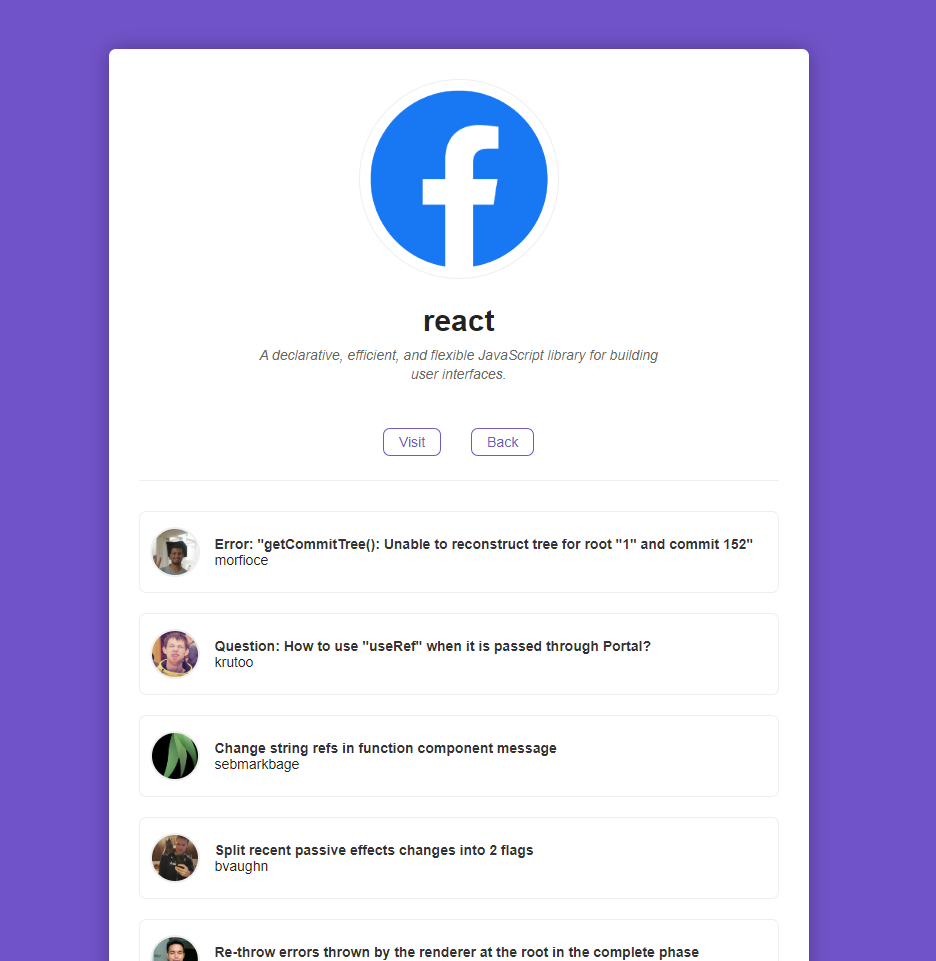 react
A declarative, efficient, and flexible JavaScript library for building
user interfaces.
Visit
Back
Error: "getCommitTree(): Unable to reconstruct tree for root "1" and commit 152"
morfioce
Question: How to use "useRef" when it is passed through Portal?
krutoo
Change string refs in function component message
sebmarkbage
Split recent passive effects changes into 2 flags
bvaughn
Re-throw errors thrown by the renderer at the root in the complete phase